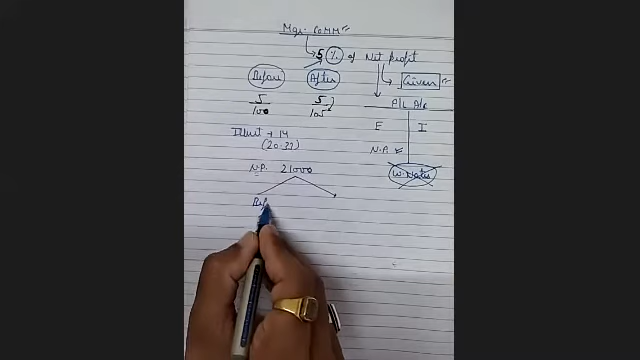 Mgr. COMM
5 % of Net profit
Before After Given
5/100 5/105 P/L A/c
E I
Illust → 14
(20.22)
N.P.
N.P. 21000 W. Notes
Bef